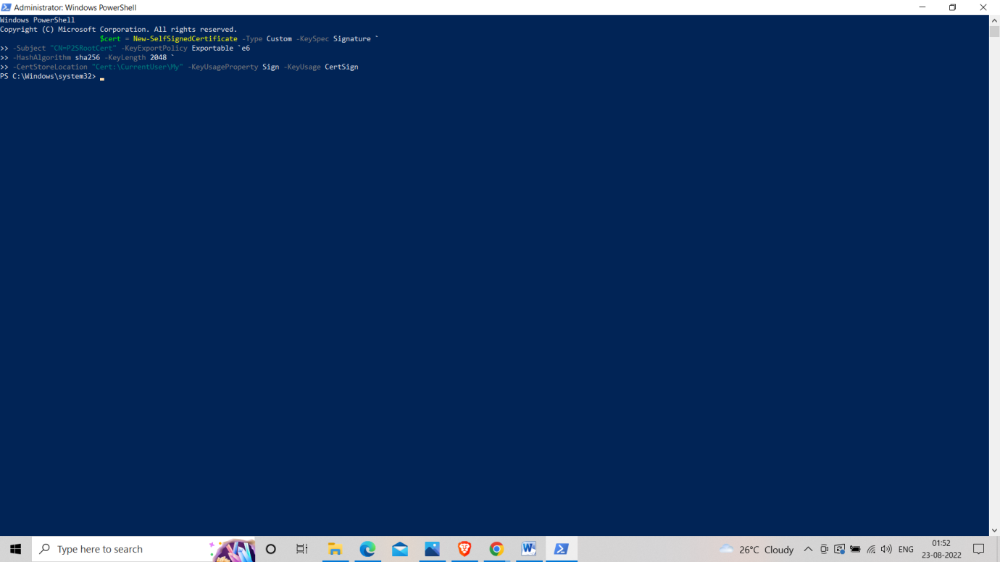 Administrator: Windows PowerShell
Windows PowerShell
Copyright (C) Microsoft Corporation. All rights reserved.
$cert = New-SelfSignedCertificate -Type Custom -KeySpec Signature `
>> -Subject "CN=P2SRootCert" -KeyExportPolicy Exportable `e6
>> -HashAlgorithm sha256 -KeyLength 2048 `
>> -CertStoreLocation "Cert:\CurrentUser\My" -KeyUsageProperty Sign -KeyUsage CertSign
PS C:\Windows\system32>
Type here to search
26°C Cloudy
ENG
01:52
23-08-2022